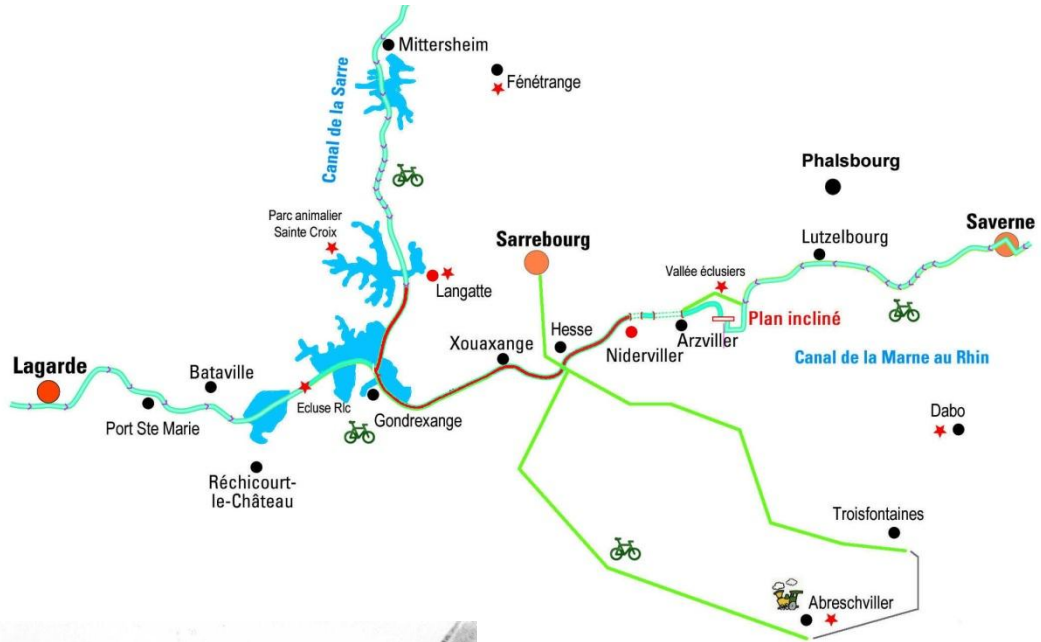 Mittersheim
Fénétrange
Canal de la Sarre
Phalsbourg
Parc animalier
Sainte Croix
Saverne
Sarrebourg
Lutzelbourg
Langatte
Vallée éclusiers
Plan incliné
Hesse
Xouaxange
Arzviller
Niderviller
Canal de la Marne au Rhin
Lagarde
Bataville
Ecluse Rlc
Gondrexange
Port Ste Marie
Dabo
Réchicourt-
le-Château
Troisfontaines
Abreschviller